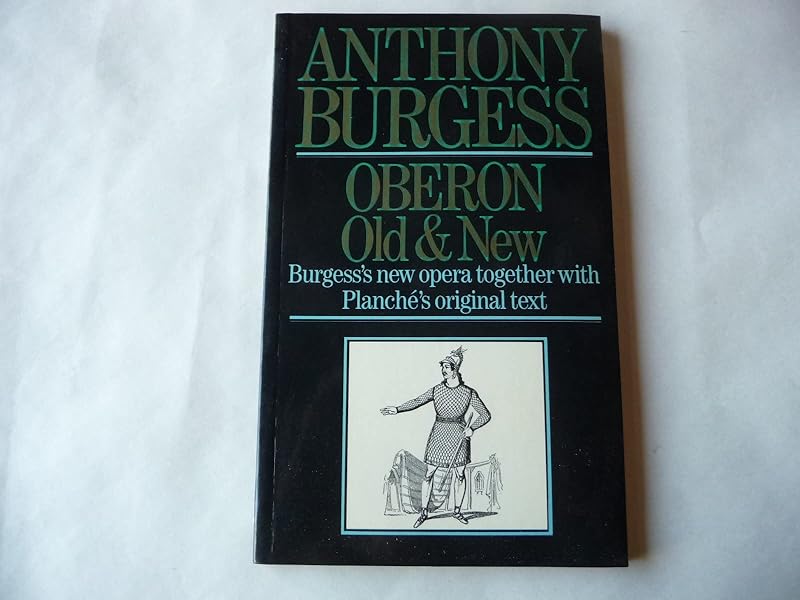 ANTHONY
BURGESS
OBERON
Old & New
Burgess's new opera together with
Planché's original text